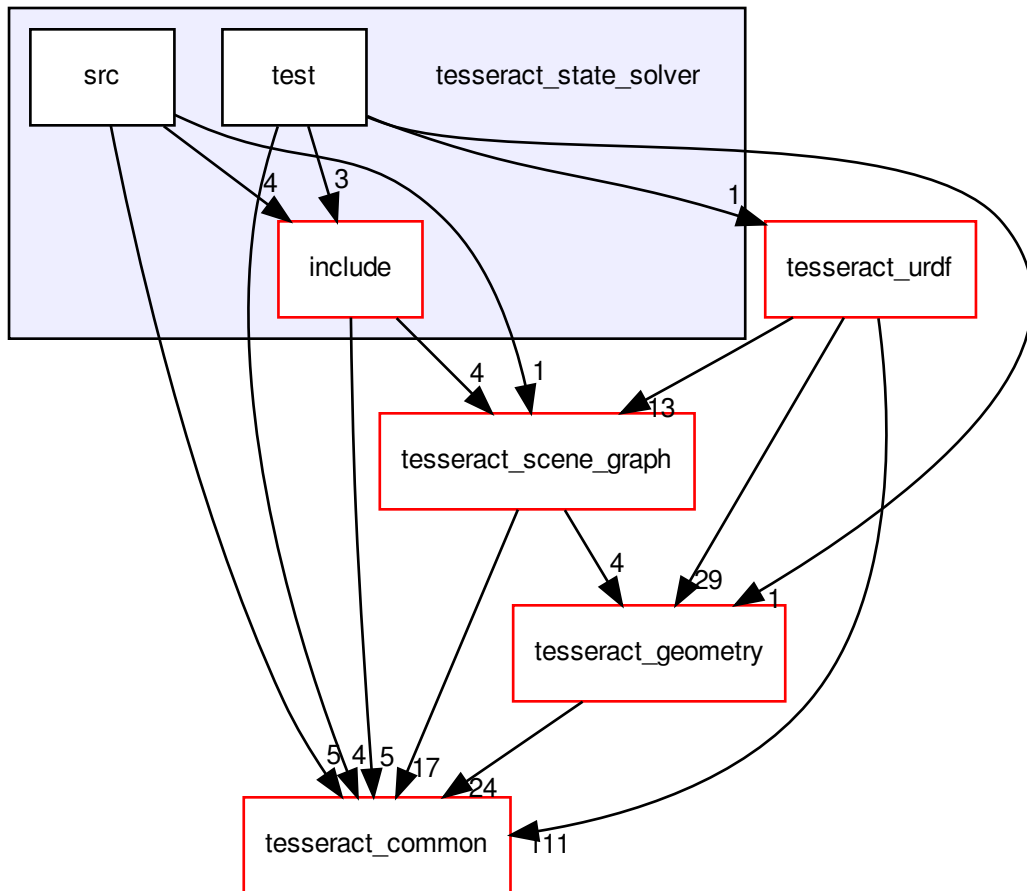 src
test
tesseract_state_solver
4
3
1
include
tesseract_urdf
4
1
13
tesseract_scene_graph
4
29
1
tesseract_geometry
5
4
5
17
24
tesseract_common
111